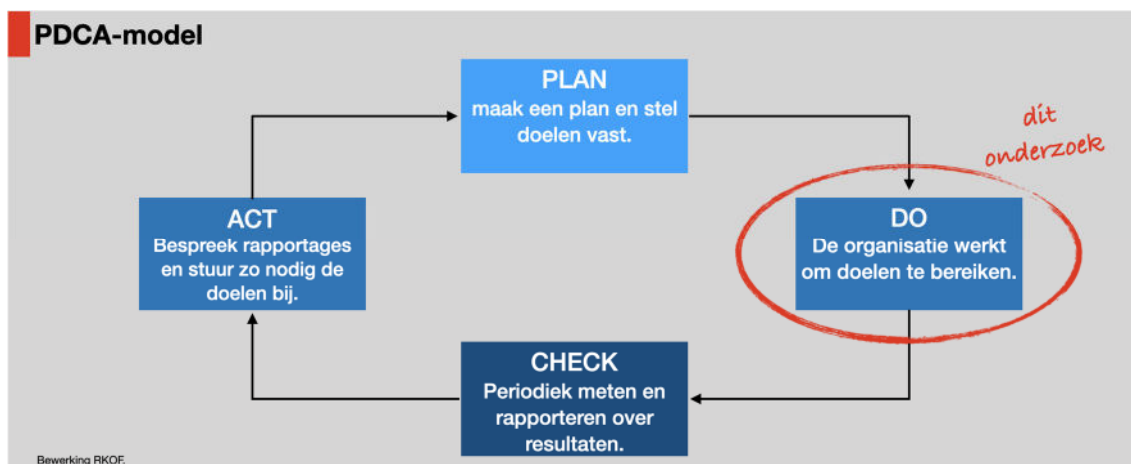 PDCA-model
PLAN
maak een plan en stel
doelen vast.
dit
onderzoek
ACT
Bespreek rapportages
en stuur zo nodig de
doelen bij.
DO
De organisatie werkt
om doelen te bereiken.
CHECK
Periodiek meten en
rapporteren over
resultaten.
Bewerking RKOF.